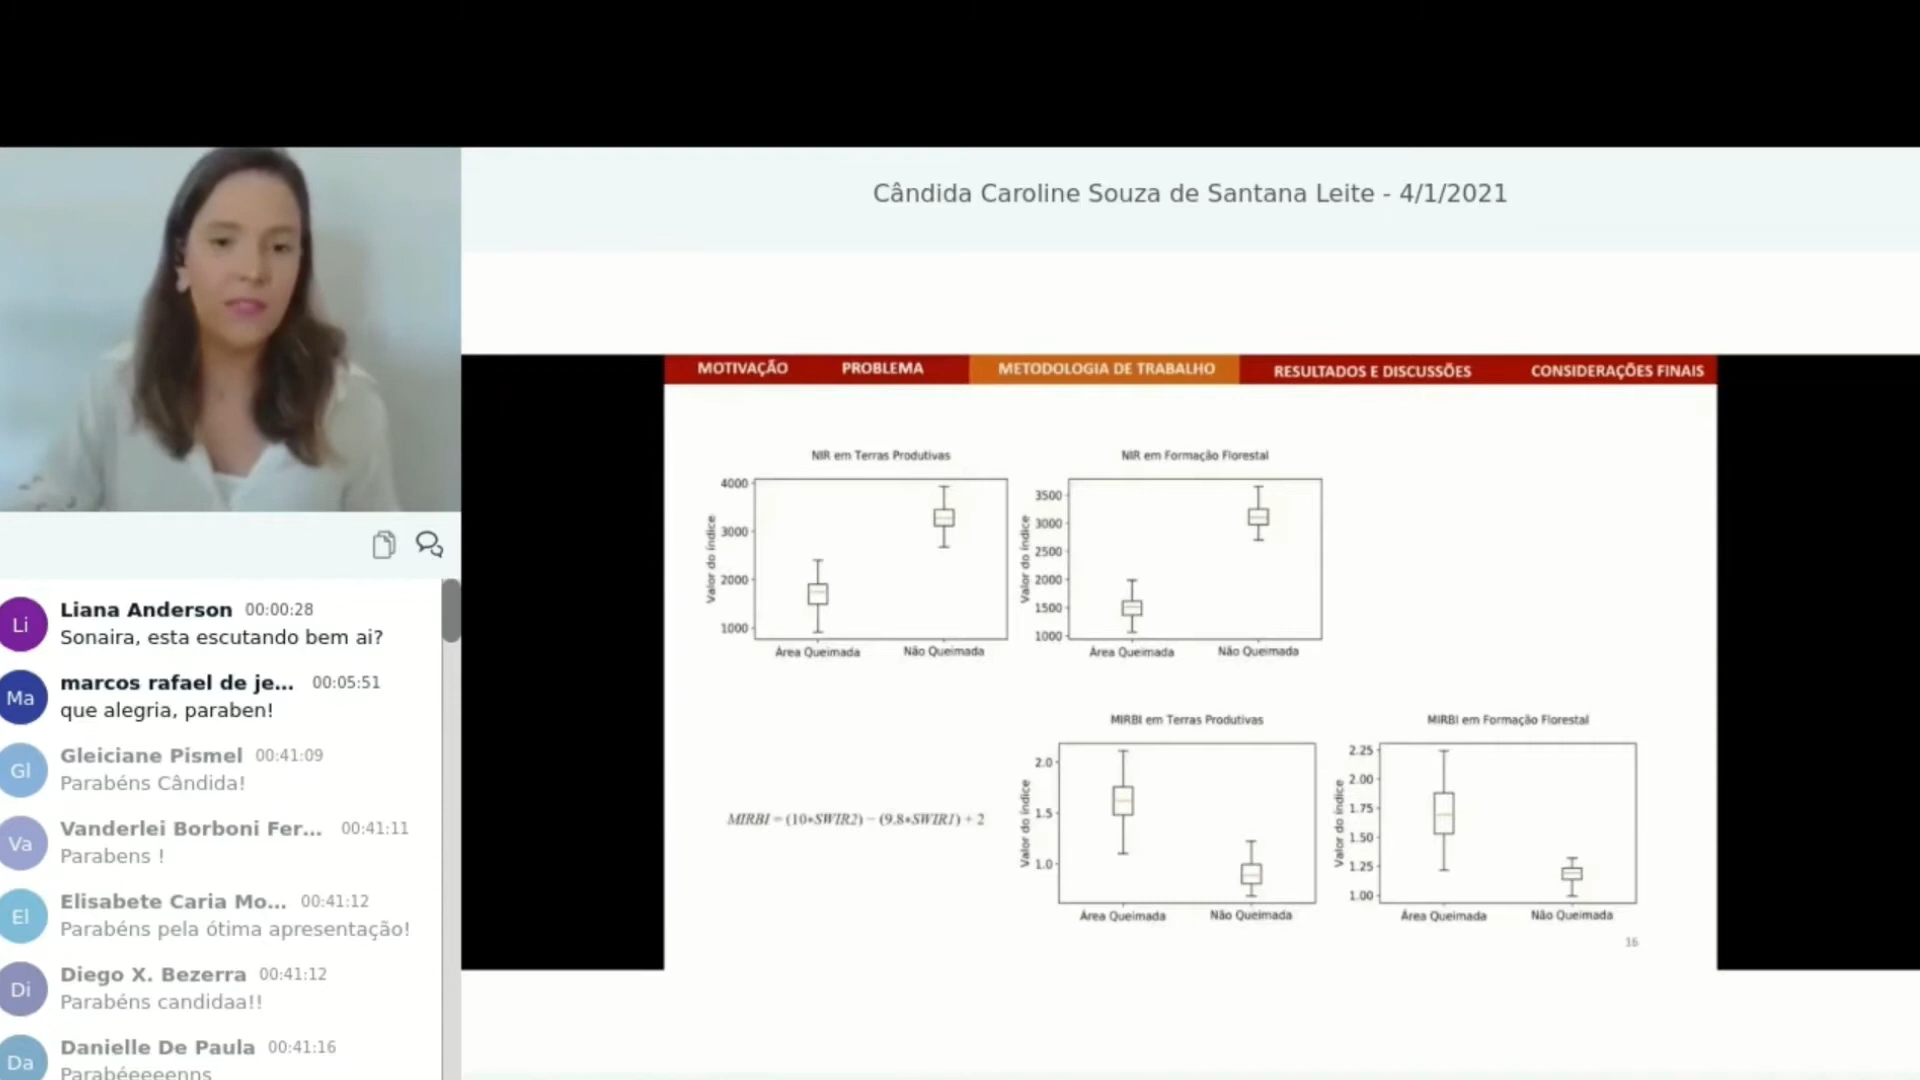 Cândida Caroline Souza de Santana Leite - 4/1/2021
MOTIVAÇÃO
PROBLEMA
METODOLOGIA DE TRABALHO
RESULTADOS E DISCUSSÕES
CONSIDERAÇÕES FINAIS
NIR em Terras Produtivas
Valor do índice
4000
3000
2000
1000
Área Queimada
Não Queimada
NIR em Formação Florestal
Valor do índice
3500
3000
2500
2000
1500
1000
Área Queimada
Não Queimada
MIRBI = (10*SWIR2) − (9.8*SWIR1) + 2
MIRBI em Terras Produtivas
Valor do índice
2.0
1.5
1.0
Área Queimada
Não Queimada
MIRBI em Formação Florestal
Valor do índice
2.25
2.00
1.75
1.50
1.25
1.00
Área Queimada
Não Queimada
16
Li
Liana Anderson 00:00:28
Sonaira, esta escutando bem ai?
Ma
marcos rafael de je... 00:05:51
que alegria, paraben!
Gl
Gleiciane Pismel 00:41:09
Parabéns Cândida!
Va
Vanderlei Borboni Fer... 00:41:11
Parabens !
El
Elisabete Caria Mo... 00:41:12
Parabéns pela ótima apresentação!
Di
Diego X. Bezerra 00:41:12
Parabéns candidaa!!
Da
Danielle De Paula 00:41:16
Parabéeeeenns